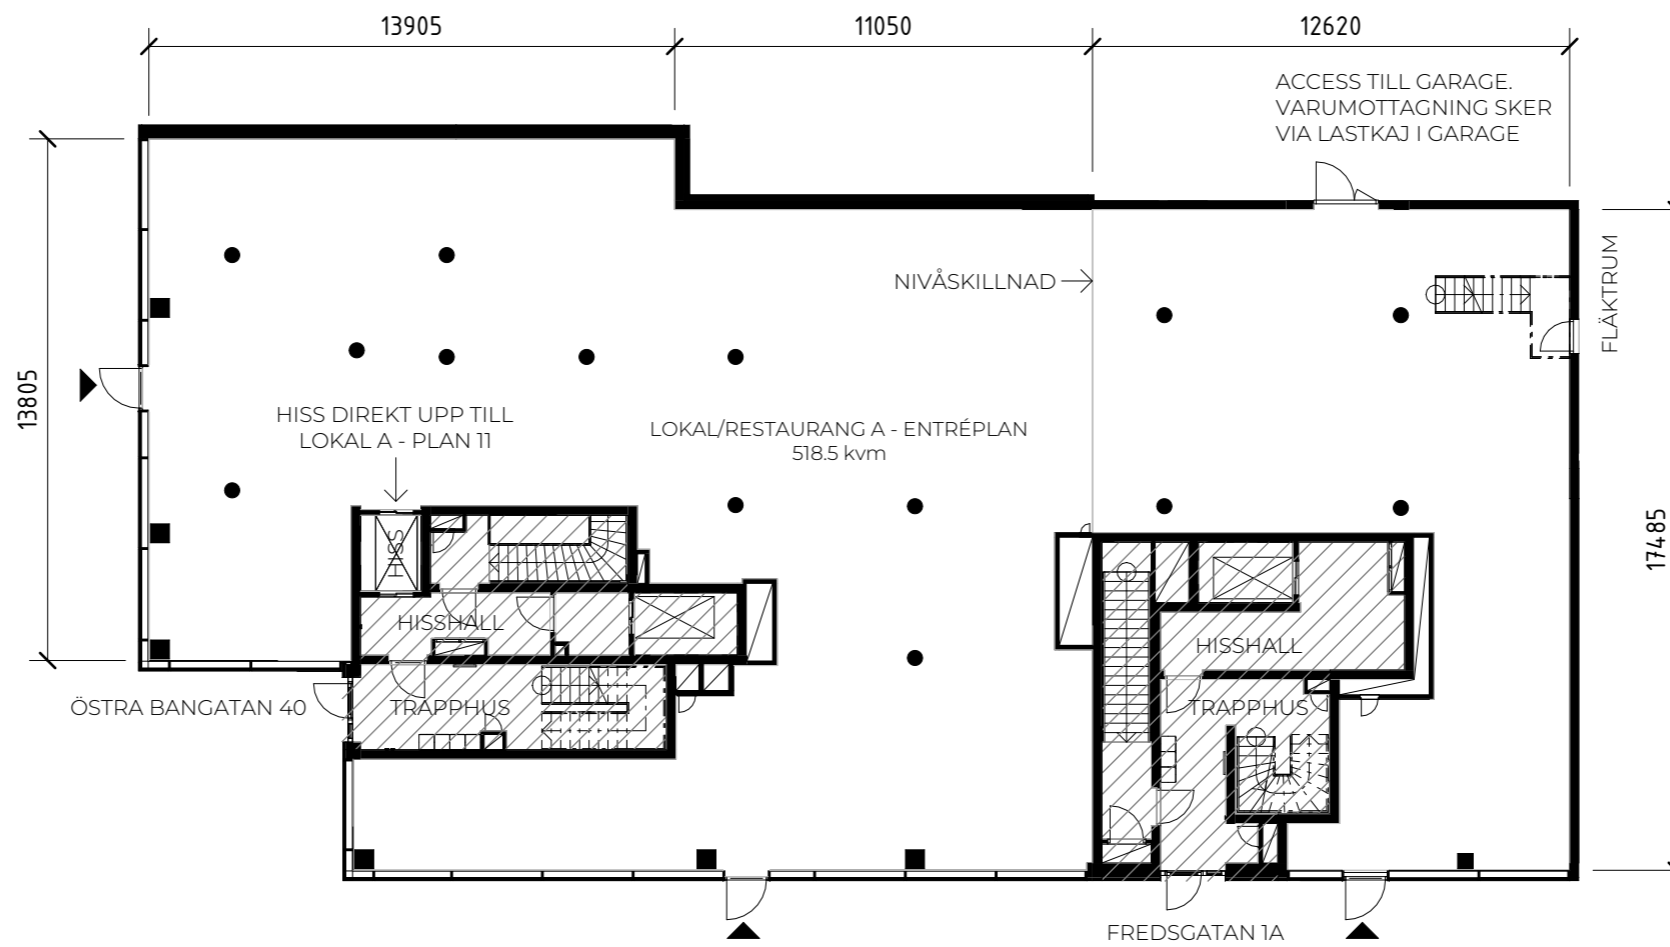 13905
11050
12620
ACCESS TILL GARAGE.
VARUMOTTAGNING SKER
VIA LASTKAJ I GARAGE
FLÄKTRUM
NIVÅSKILLNAD
13805
HISS DIREKT UPP TILL
LOKAL A - PLAN 11
LOKAL/RESTAURANG A - ENTRÉPLAN
518.5 kvm
17485
HISS
HISSHALL
HISSHALL
ÖSTRA BANGATAN 40
TRAPPHUS
TRAPPHUS
FREDSGATAN 1A